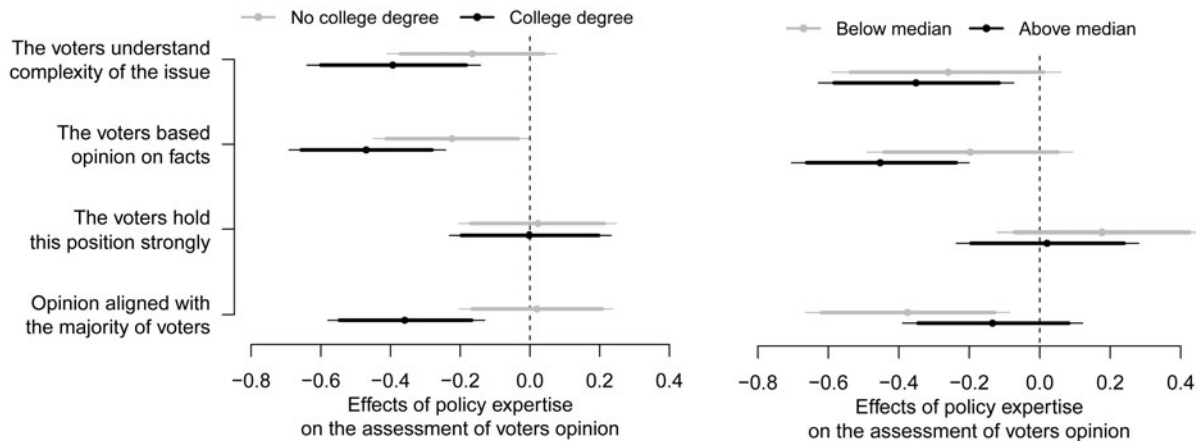 No college degree College degree
Below median Above median
The voters understand
complexity of the issue
The voters based
opinion on facts
The voters hold
this position strongly
Opinion aligned with
the majority of voters
−0.8 −0.6 −0.4 −0.2 0.0 0.2 0.4
Effects of policy expertise
on the assessment of voters opinion
−0.8 −0.6 −0.4 −0.2 0.0 0.2 0.4
Effects of policy expertise
on the assessment of voters opinion